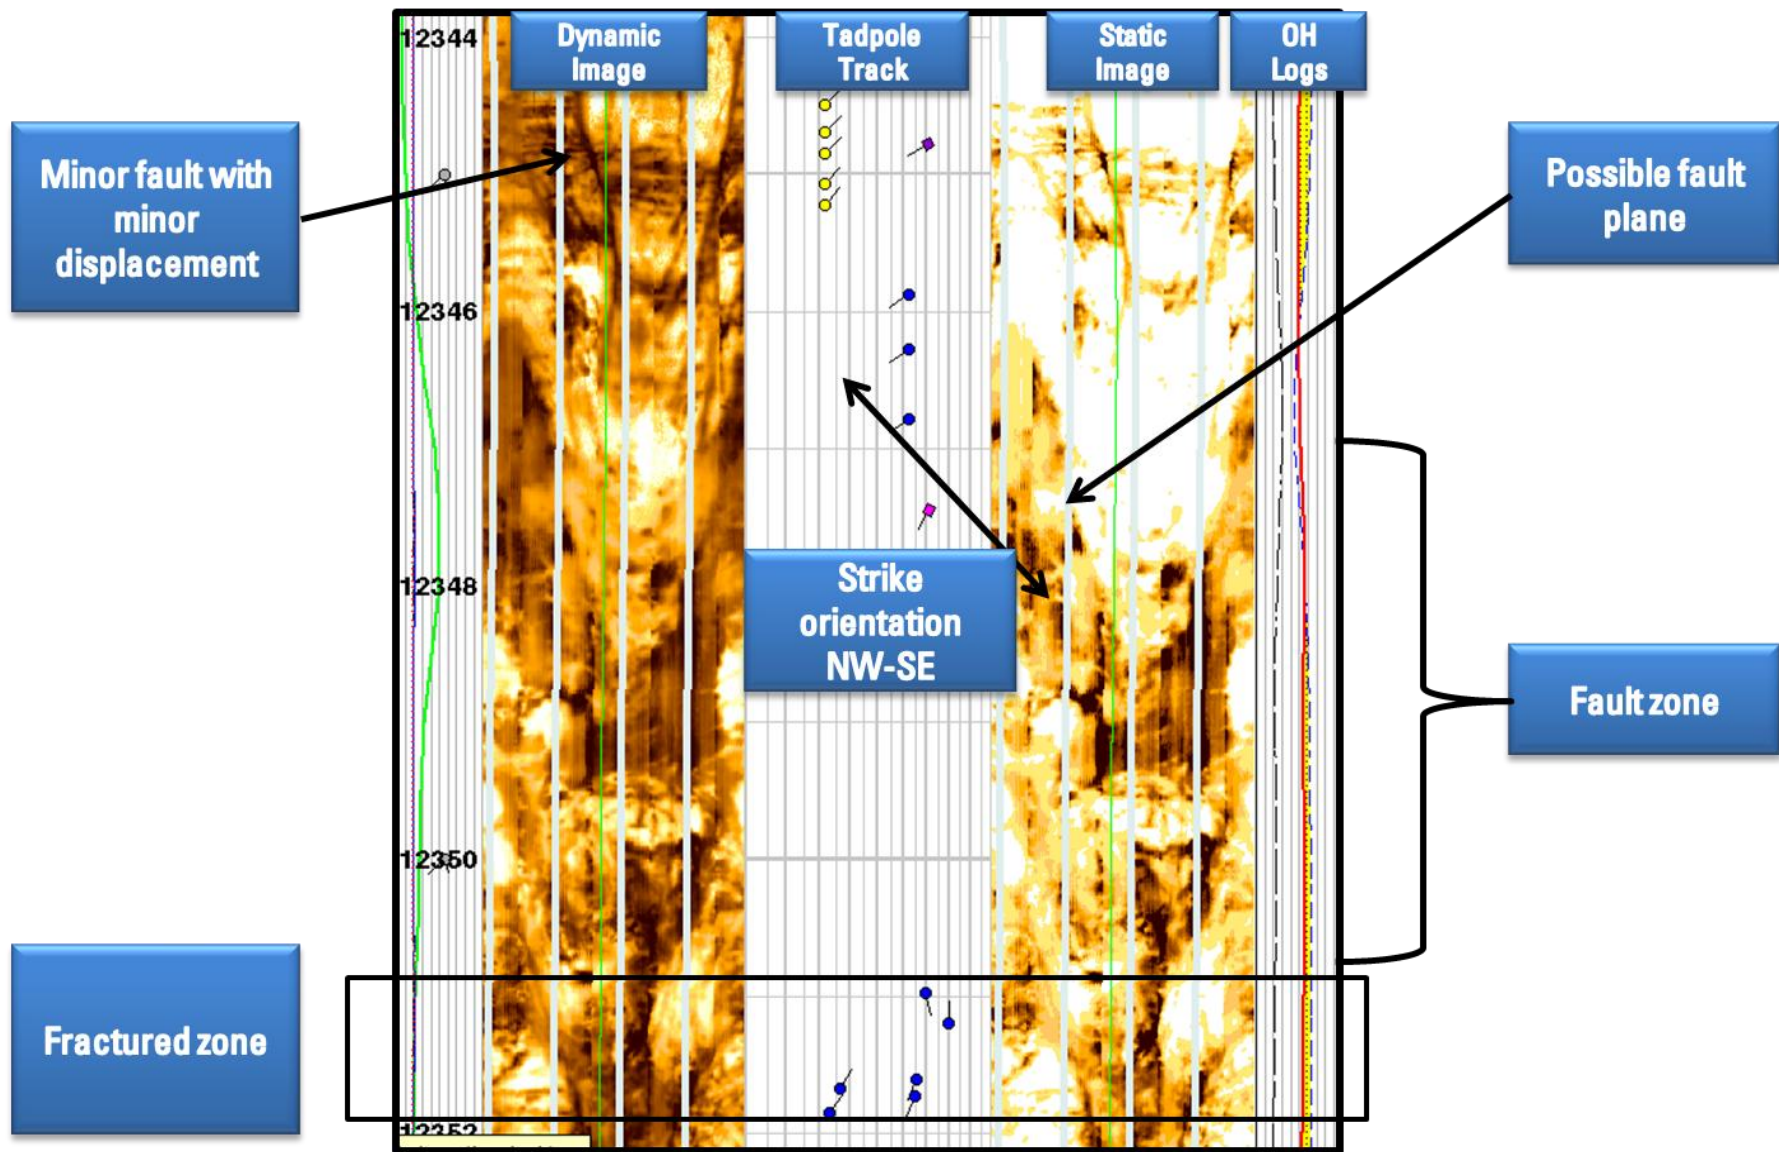 12344
Dynamic
Image
Tadpole
Track
Static
Image
OH
Logs
Minor fault with
minor
displacement
Possible fault
plane
12346
12348
Strike
orientation
NW-SE
Fault zone
12350
Fractured zone
12352